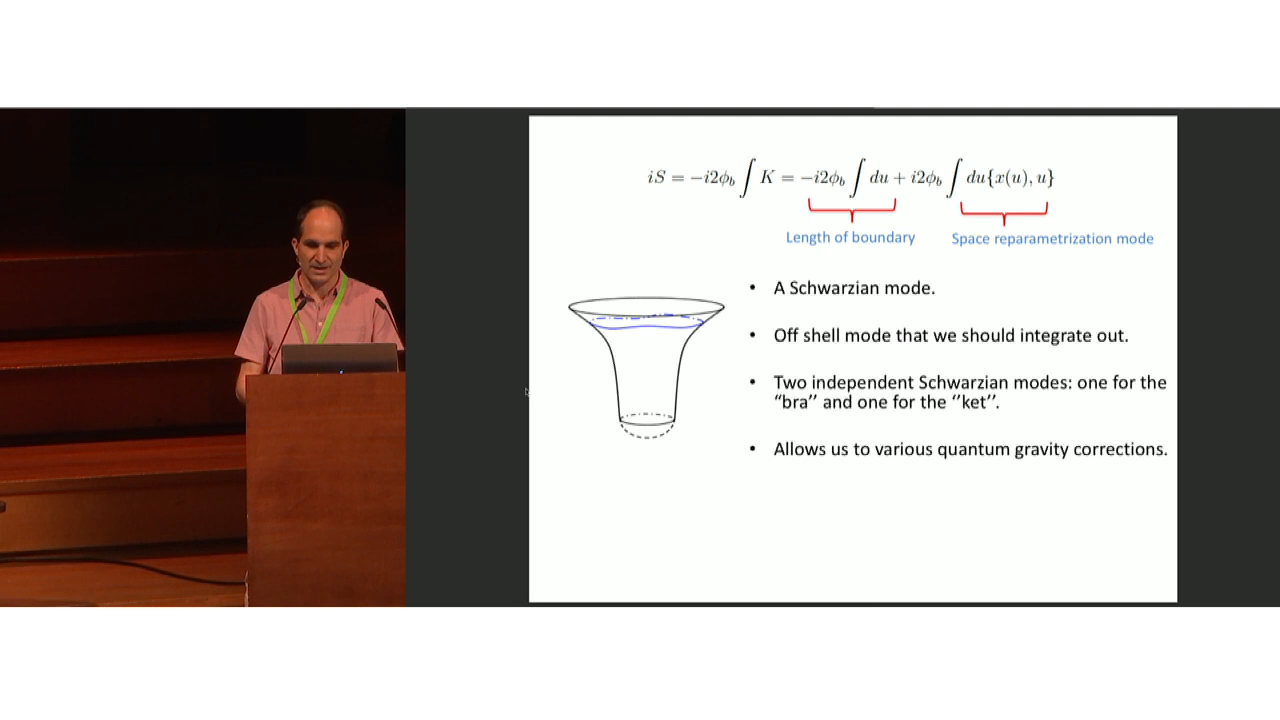 iS = −i2ϕ_b ∫ K = −i2ϕ_b ∫ du + i2ϕ_b ∫ du{x(u), u}
Length of boundary
Space reparametrization mode
• A Schwarzian mode.
• Off shell mode that we should integrate out.
• Two independent Schwarzian modes: one for the
“bra’’ and one for the ‘‘ket’’.
• Allows us to various quantum gravity corrections.